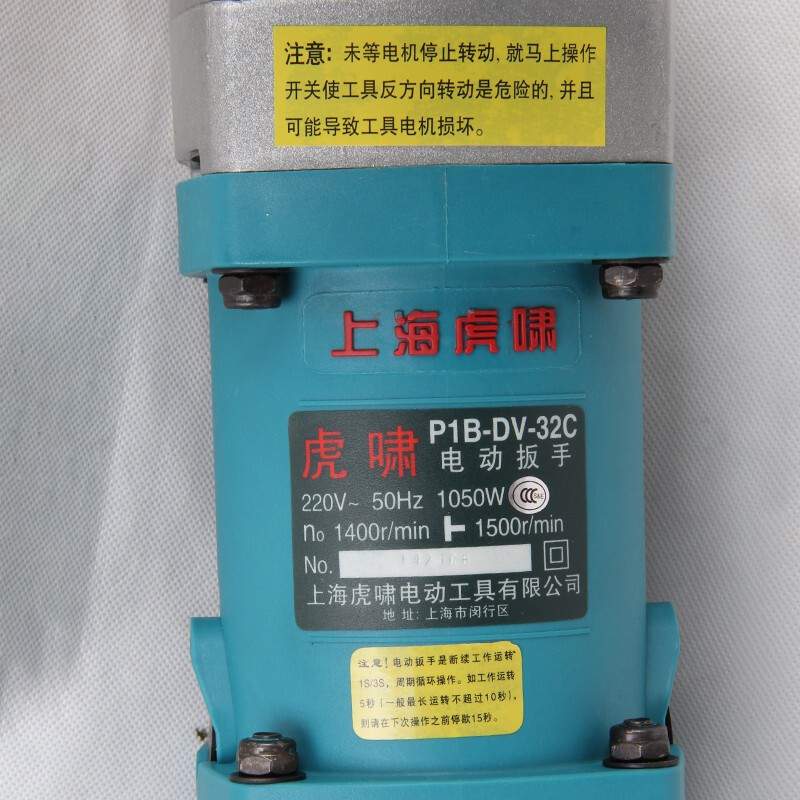 注意: 未等电机停止转动, 就马上操作
开关使工具反方向转动是危险的, 并且
可能导致工具电机损坏。
上海虎啸
虎啸 P1B-DV-32C
电动扳手
220V~ 50Hz 1050W CCC S&E
n₀ 1400r/min 1500r/min
No.
上海虎啸电动工具有限公司
地址: 上海市闵行区
注意! 电动扳手是断续工作运转
1S/3S, 周期循环操作。如工作运转
5秒(一般最长运转不超过10秒),
则请在下次操作之前停歇15秒。